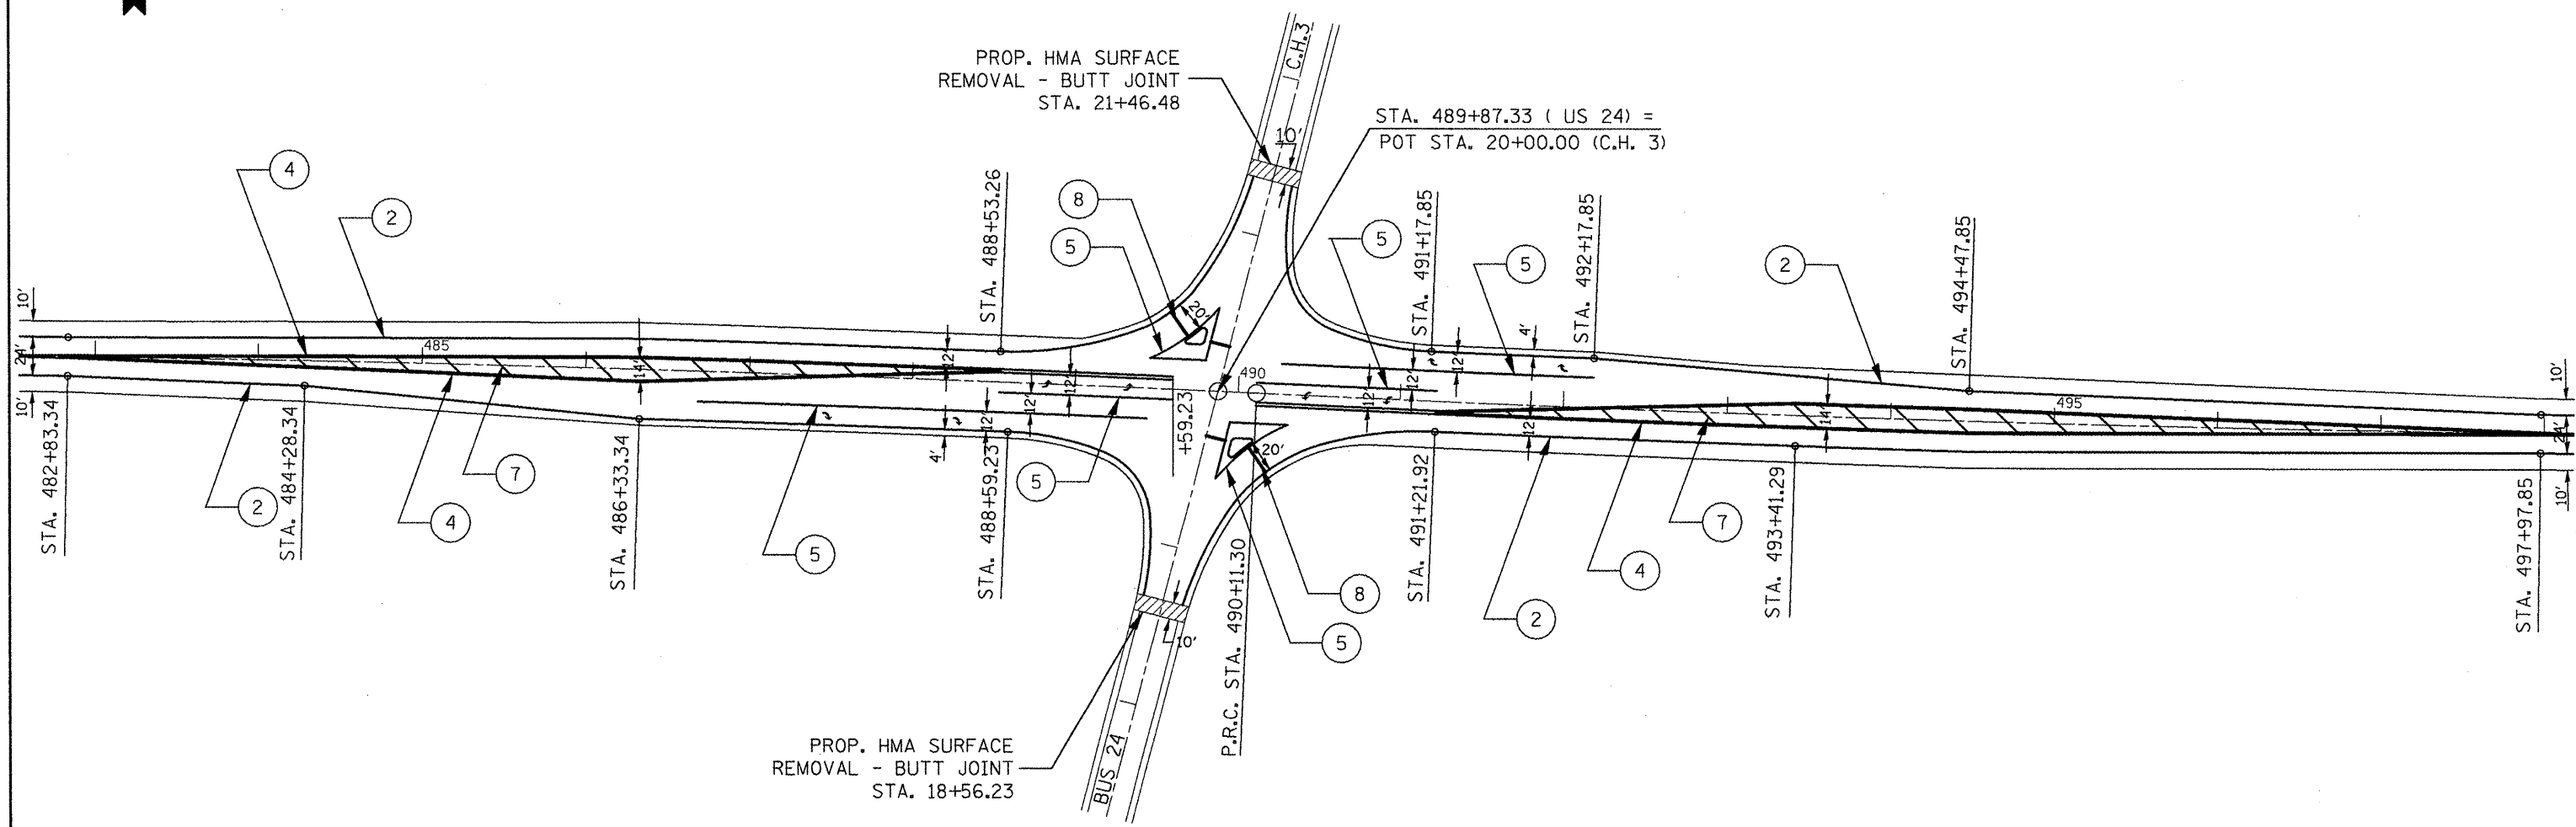 C.H.3
PROP. HMA SURFACE
REMOVAL - BUTT JOINT
STA. 21+46.48
10'
STA. 489+87.33 ( US 24) =
POT STA. 20+00.00 (C.H. 3)
4
2
8
5
STA. 488+53.26
20'
5
STA. 491+17.85
5
STA. 492+17.85
2
STA. 494+47.85
10'
24'
10'
485
14'
12'
12'
12'
12'
4'
490
+59.23
12'
12'
12'
4'
12'
14'
495
10'
24'
10'
STA. 482+83.34
2
STA. 484+28.34
4
7
STA. 486+33.34
5
STA. 488+59.23
5
20'
P.R.C. STA. 490+11.30
5
8
STA. 491+21.92
2
4
7
STA. 493+41.29
STA. 497+97.85
10'
PROP. HMA SURFACE
REMOVAL - BUTT JOINT
STA. 18+56.23
BUS 24